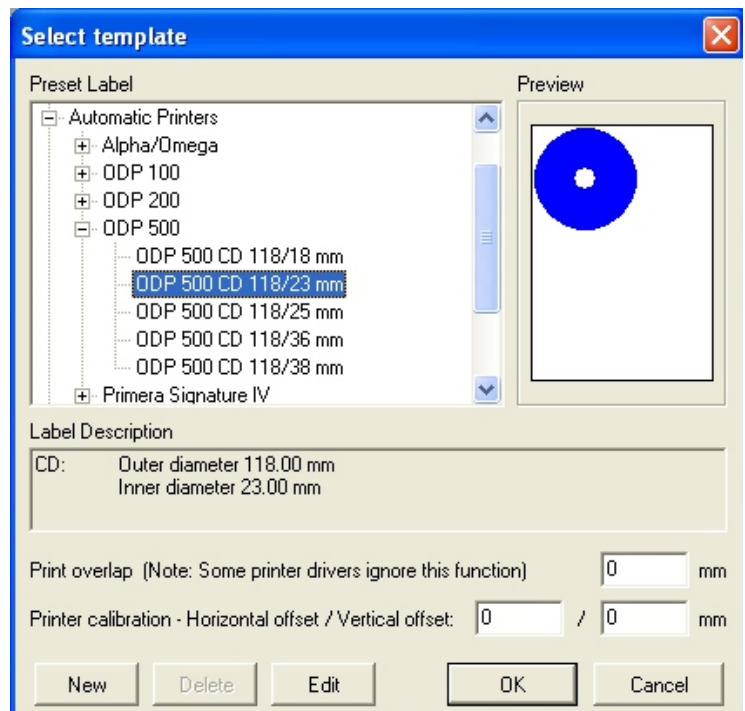 Select template
Preset Label
Preview
Automatic Printers
Alpha/Omega
ODP 100
ODP 200
ODP 500
ODP 500 CD 118/18 mm
ODP 500 CD 118/23 mm
ODP 500 CD 118/25 mm
ODP 500 CD 118/36 mm
ODP 500 CD 118/38 mm
Primera Signature IV
Label Description
CD: Outer diameter 118.00 mm
Inner diameter 23.00 mm
Print overlap (Note: Some printer drivers ignore this function) 0 mm
Printer calibration - Horizontal offset / Vertical offset: 0 / 0 mm
New Delete Edit OK Cancel